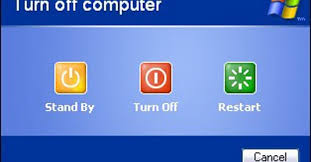 Turn off computer
Stand By
Turn Off
Restart
Cancel